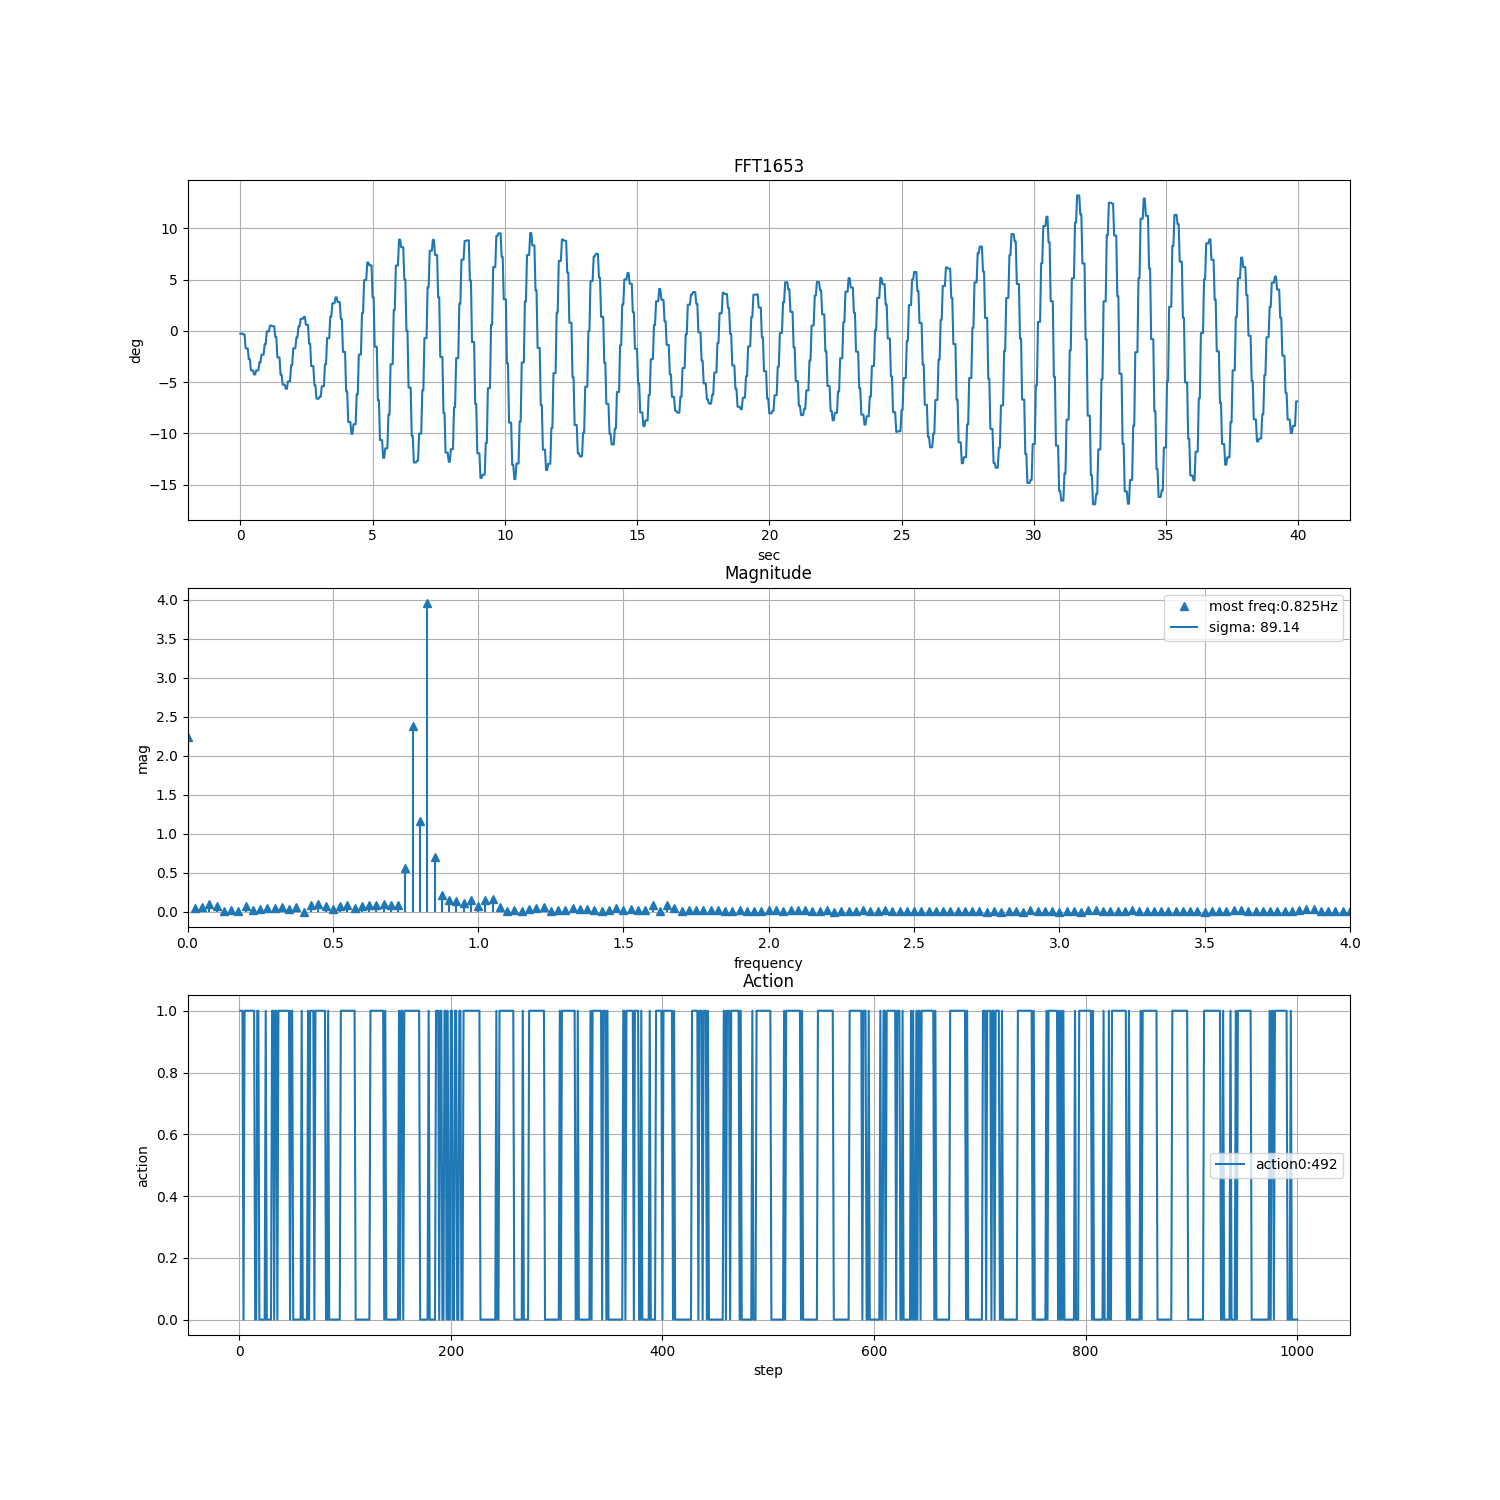 FFT1653
10
5
0
−5
−10
−15
deg
0 5 10 15 20 25 30 35 40
sec
Magnitude
4.0
3.5
3.0
2.5
2.0
1.5
1.0
0.5
0.0
mag
most freq:0.825Hz
sigma: 89.14
0.0 0.5 1.0 1.5 2.0 2.5 3.0 3.5 4.0
frequency
Action
1.0
0.8
0.6
0.4
0.2
0.0
action
action0:492
0 200 400 600 800 1000
step